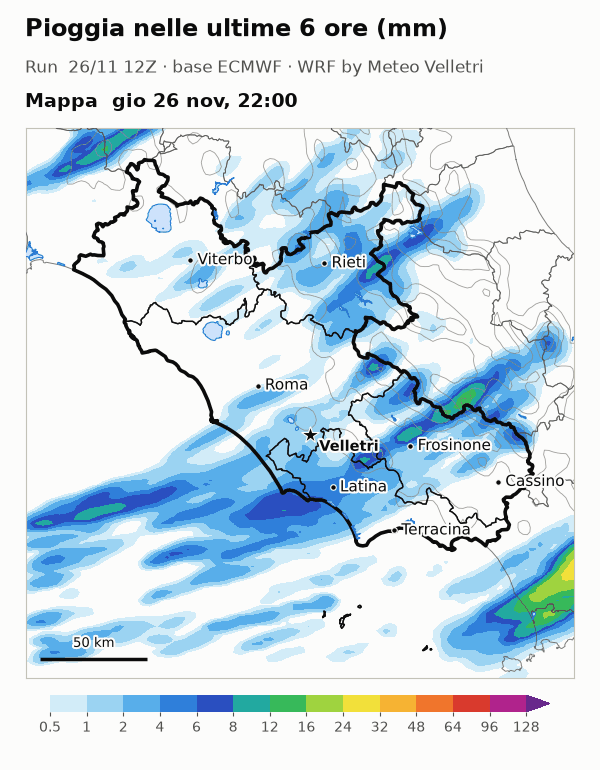 Pioggia nelle ultime 6 ore (mm)
Run  26/11 12Z · base ECMWF · WRF by Meteo Velletri
Mappa  gio 26 nov, 22:00
Viterbo
Rieti
Roma
Velletri
Frosinone
Latina
Cassino
Terracina
50 km
0.5 1 2 4 6 8 12 16 24 32 48 64 96 128